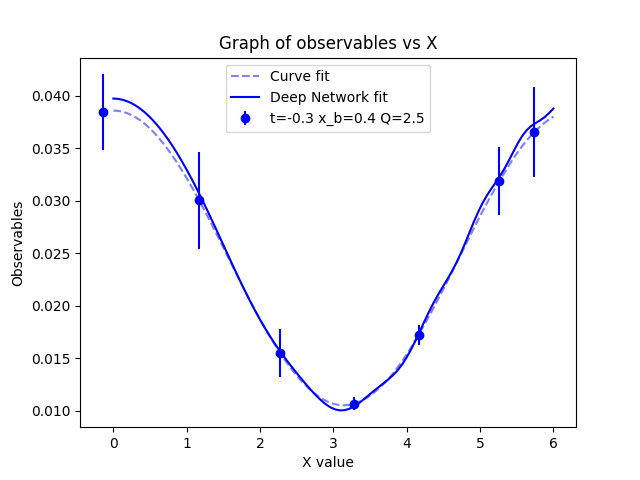 Graph of observables vs X
Curve fit
Deep Network fit
t=-0.3 x_b=0.4 Q=2.5
Observables
0.040
0.035
0.030
0.025
0.020
0.015
0.010
0 1 2 3 4 5 6
X value